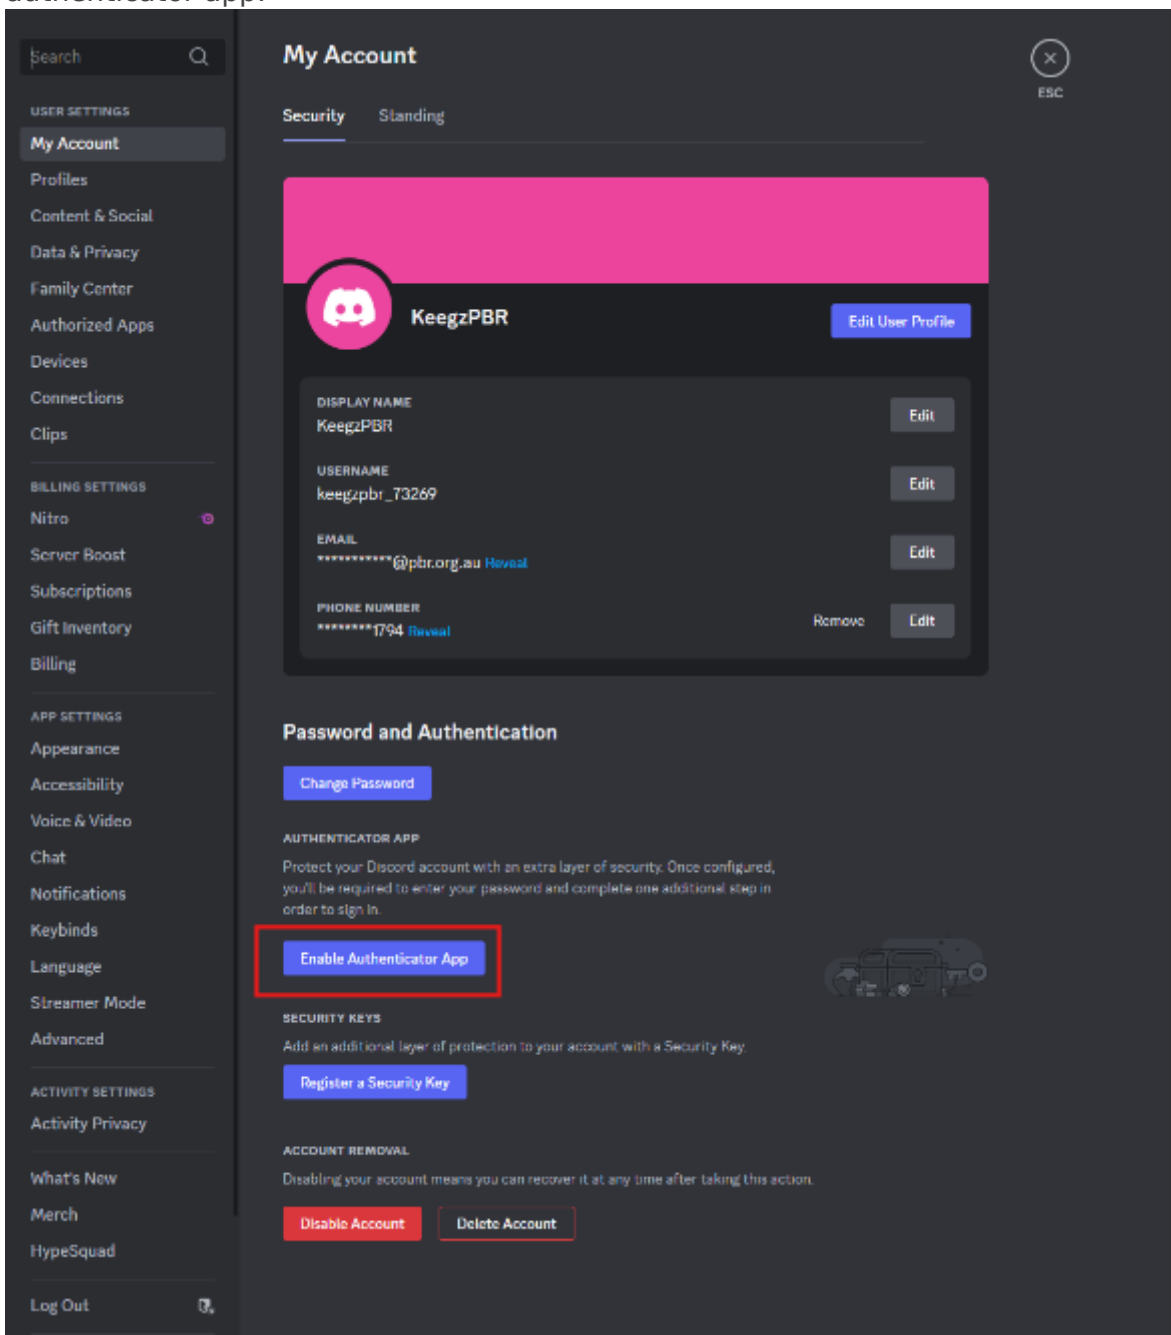 authenticator app.
Search
USER SETTINGS
My Account
Profiles
Content & Social
Data & Privacy
Family Center
Authorized Apps
Devices
Connections
Clips
BILLING SETTINGS
Nitro
Server Boost
Subscriptions
Gift Inventory
Billing
APP SETTINGS
Appearance
Accessibility
Voice & Video
Chat
Notifications
Keybinds
Language
Streamer Mode
Advanced
ACTIVITY SETTINGS
Activity Privacy
What's New
Merch
HypeSquad
Log Out
My Account
ESC
Security Standing
KeegzPBR
Edit User Profile
DISPLAY NAME
KeegzPBR
Edit
USERNAME
keegzpbr_73269
Edit
EMAIL
***********@pbr.org.au Reveal
Edit
PHONE NUMBER
********1794 Reveal
Remove Edit
Password and Authentication
Change Password
AUTHENTICATOR APP
Protect your Discord account with an extra layer of security. Once configured,
you'll be required to enter your password and complete one additional step in
order to sign in.
Enable Authenticator App
SECURITY KEYS
Add an additional layer of protection to your account with a Security Key.
Register a Security Key
ACCOUNT REMOVAL
Disabling your account means you can recover it at any time after taking this action.
Disable Account Delete Account